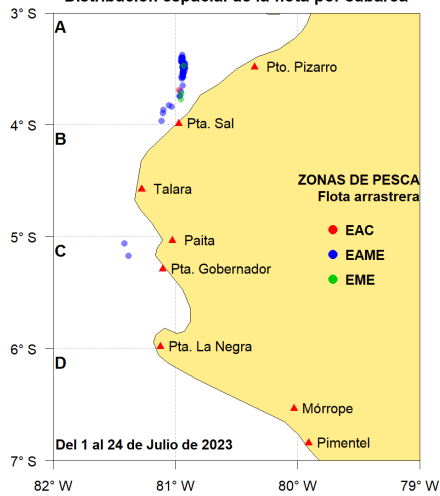 Distribución espacial de la flota por subárea
3° S
A
Pto. Pizarro
4° S
Pta. Sal
B
ZONAS DE PESCA
Talara
Flota arrastrera
EAC
5° S
Paita
C
EAME
Pta. Gobernador
EME
6° S
Pta. La Negra
D
Mórrope
Del 1 al 24 de Julio de 2023
Pimentel
7° S
82° W
81° W
80° W
79° W